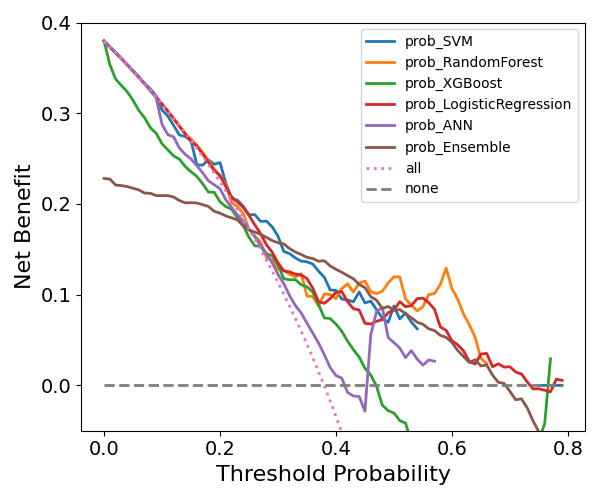 0.4
0.3
0.2
0.1
0.0
Net Benefit
prob_SVM
prob_RandomForest
prob_XGBoost
prob_LogisticRegression
prob_ANN
prob_Ensemble
all
none
0.0 0.2 0.4 0.6 0.8
Threshold Probability